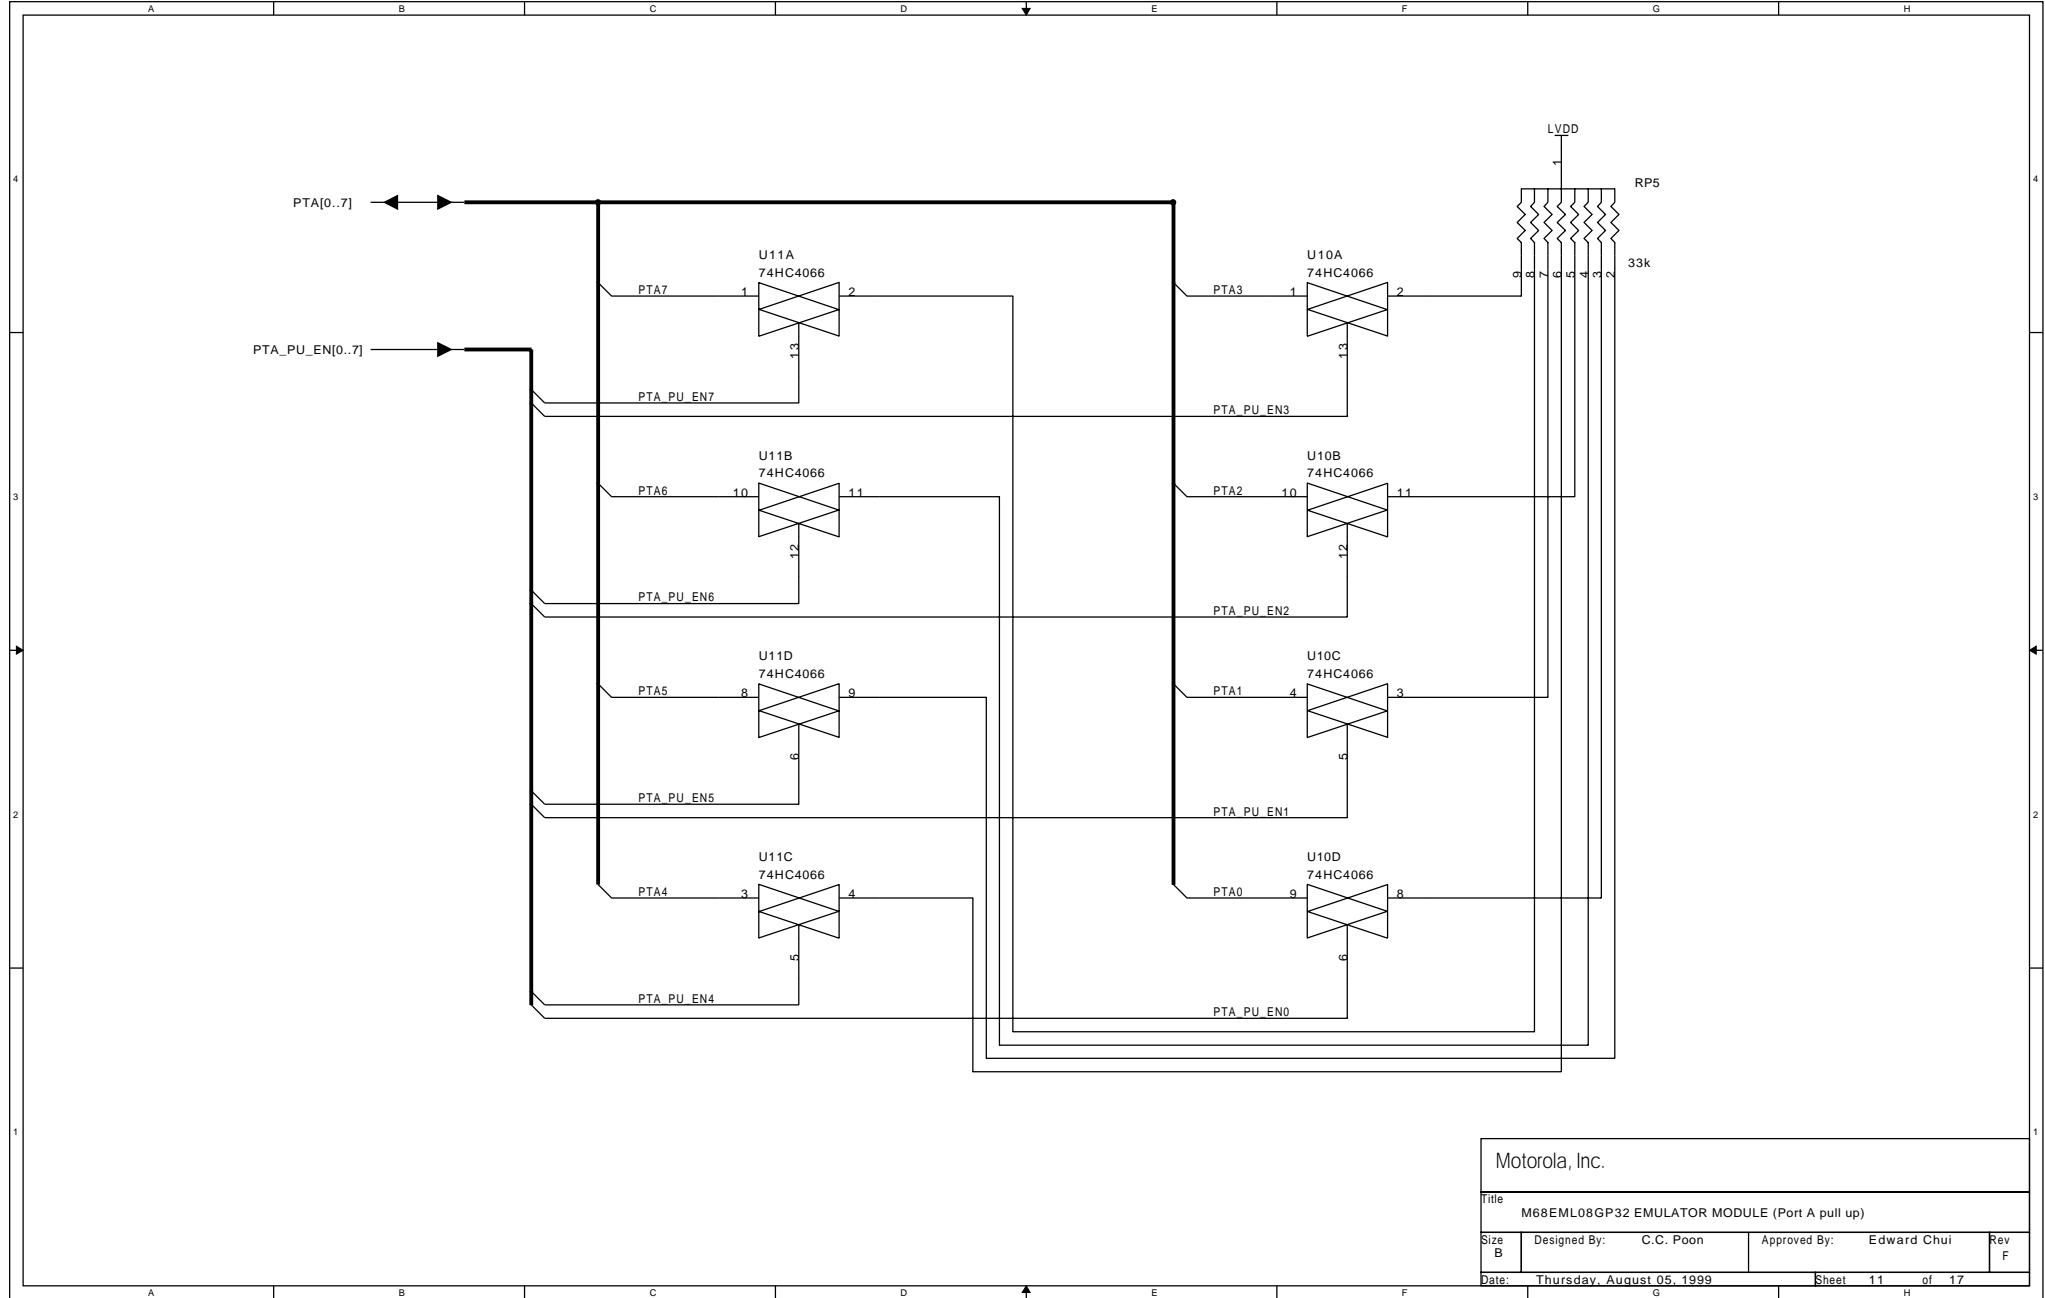 A B C D E F G H
LVDD
1
4 4
RP5
PTA[0..7]
U11A U10A
33k
74HC4066 74HC4066
9 8 7 6 5 4 3 2
PTA7 1 2 PTA3 1 2
PTA_PU_EN[0..7]
13 13
PTA_PU_EN7
PTA_PU_EN3
U11B U10B
74HC4066 74HC4066
3 PTA6 10 11 PTA2 10 11 3
12 12
PTA_PU_EN6
PTA_PU_EN2
U11D U10C
74HC4066 74HC4066
PTA5 8 9 PTA1 4 3
6 5
PTA_PU_EN5
PTA_PU_EN1
2 2
U11C U10D
74HC4066 74HC4066
PTA4 3 4 PTA0 9 8
5 6
PTA_PU_EN4
PTA_PU_EN0
1 1
Motorola, Inc.
Title
M68EML08GP32 EMULATOR MODULE (Port A pull up)
Size Designed By: C.C. Poon Approved By: Edward Chui Rev
B F
Date: Thursday, August 05, 1999 Sheet 11 of 17
A B C D E F G H